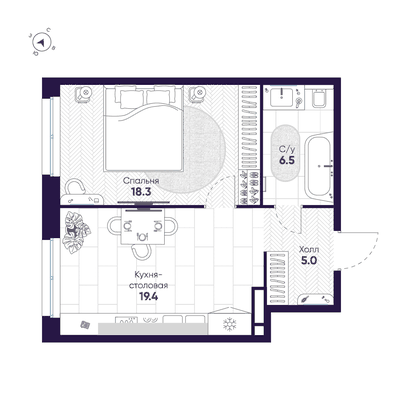 С
В
Ю
З
С/у
6.5
Спальня
18.3
Холл
5.0
Кухня-
столовая
19.4